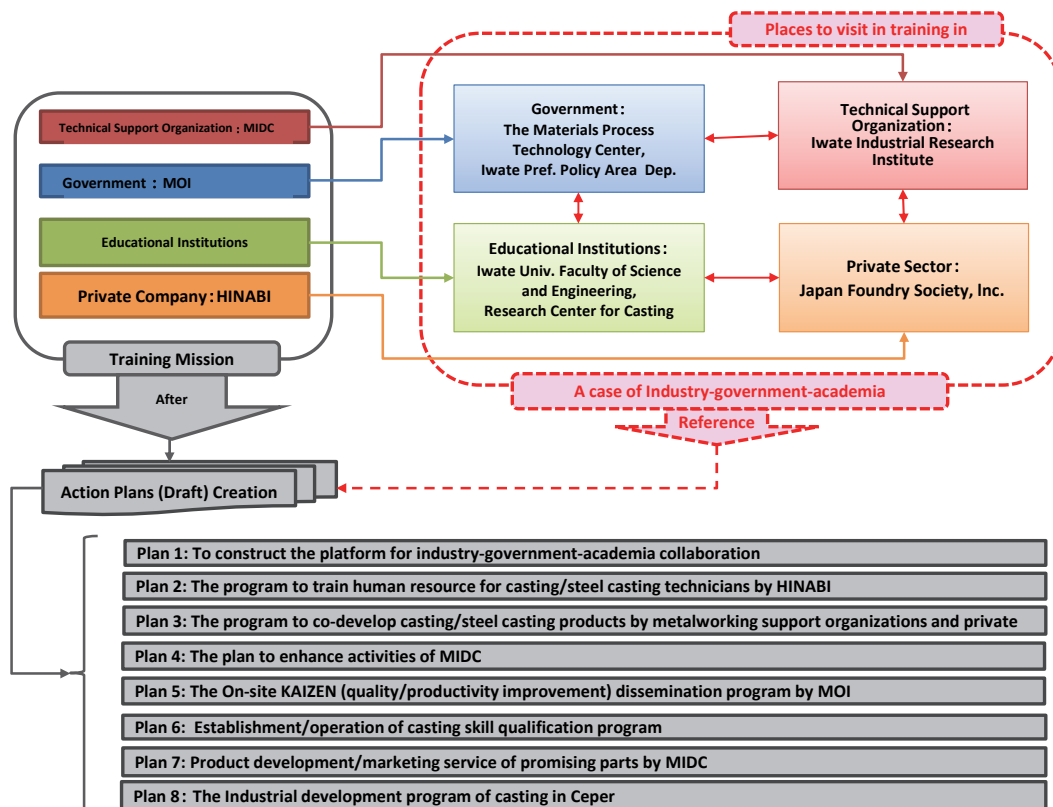 Places to visit in training in
Technical Support Organization：MIDC
Government：MOI
Educational Institutions
Private Company：HINABI
Training Mission
Government：
The Materials Process
Technology Center,
Iwate Pref. Policy Area Dep.
Technical Support
Organization：
Iwate Industrial Research
Institute
Educational Institutions：
Iwate Univ. Faculty of Science
and Engineering,
Research Center for Casting
Private Sector：
Japan Foundry Society, Inc.
A case of Industry-government-academia
After
Reference
Action Plans (Draft) Creation
Plan 1: To construct the platform for industry-government-academia collaboration
Plan 2: The program to train human resource for casting/steel casting technicians by HINABI
Plan 3: The program to co-develop casting/steel casting products by metalworking support organizations and private
Plan 4: The plan to enhance activities of MIDC
Plan 5: The On-site KAIZEN (quality/productivity improvement) dissemination program by MOI
Plan 6: Establishment/operation of casting skill qualification program
Plan 7: Product development/marketing service of promising parts by MIDC
Plan 8: The Industrial development program of casting in Ceper